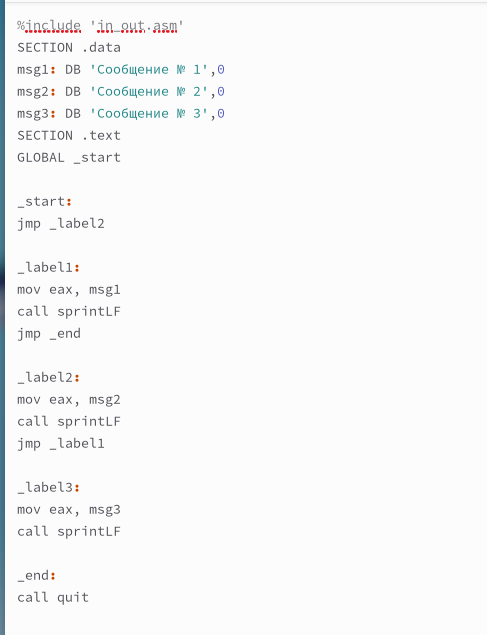 %include 'in_out.asm'
SECTION .data
msg1: DB 'Сообщение № 1',0
msg2: DB 'Сообщение № 2',0
msg3: DB 'Сообщение № 3',0
SECTION .text
GLOBAL _start
_start:
jmp _label2
_label1:
mov eax, msg1
call sprintLF
jmp _end
_label2:
mov eax, msg2
call sprintLF
jmp _label1
_label3:
mov eax, msg3
call sprintLF
_end:
call quit